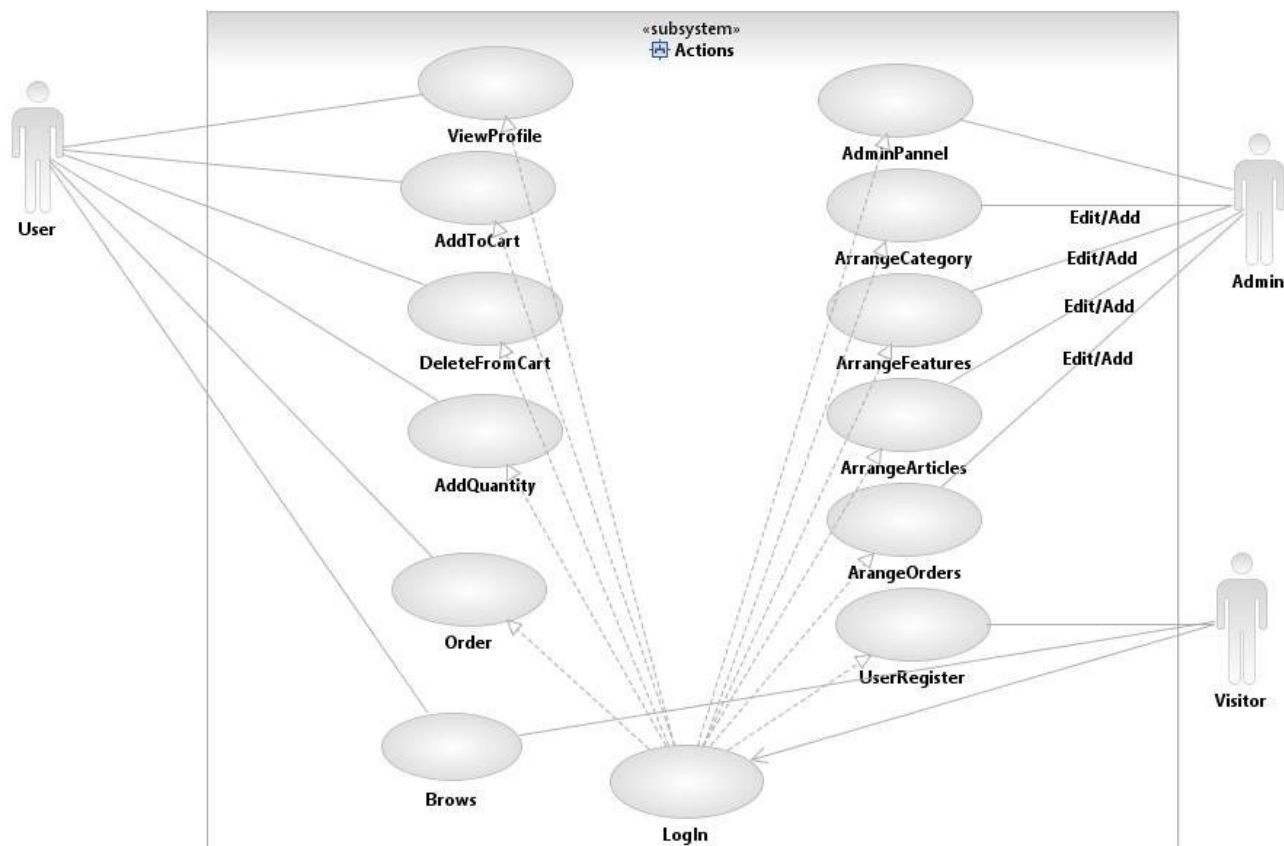 «subsystem»
Actions
ViewProfile
AdminPannel
User
AddToCart
Edit/Add
ArrangeCategory
Edit/Add
Admin
Edit/Add
DeleteFromCart
ArrangeFeatures
Edit/Add
ArrangeArticles
AddQuantity
ArangeOrders
Order
UserRegister
Visitor
Brows
LogIn